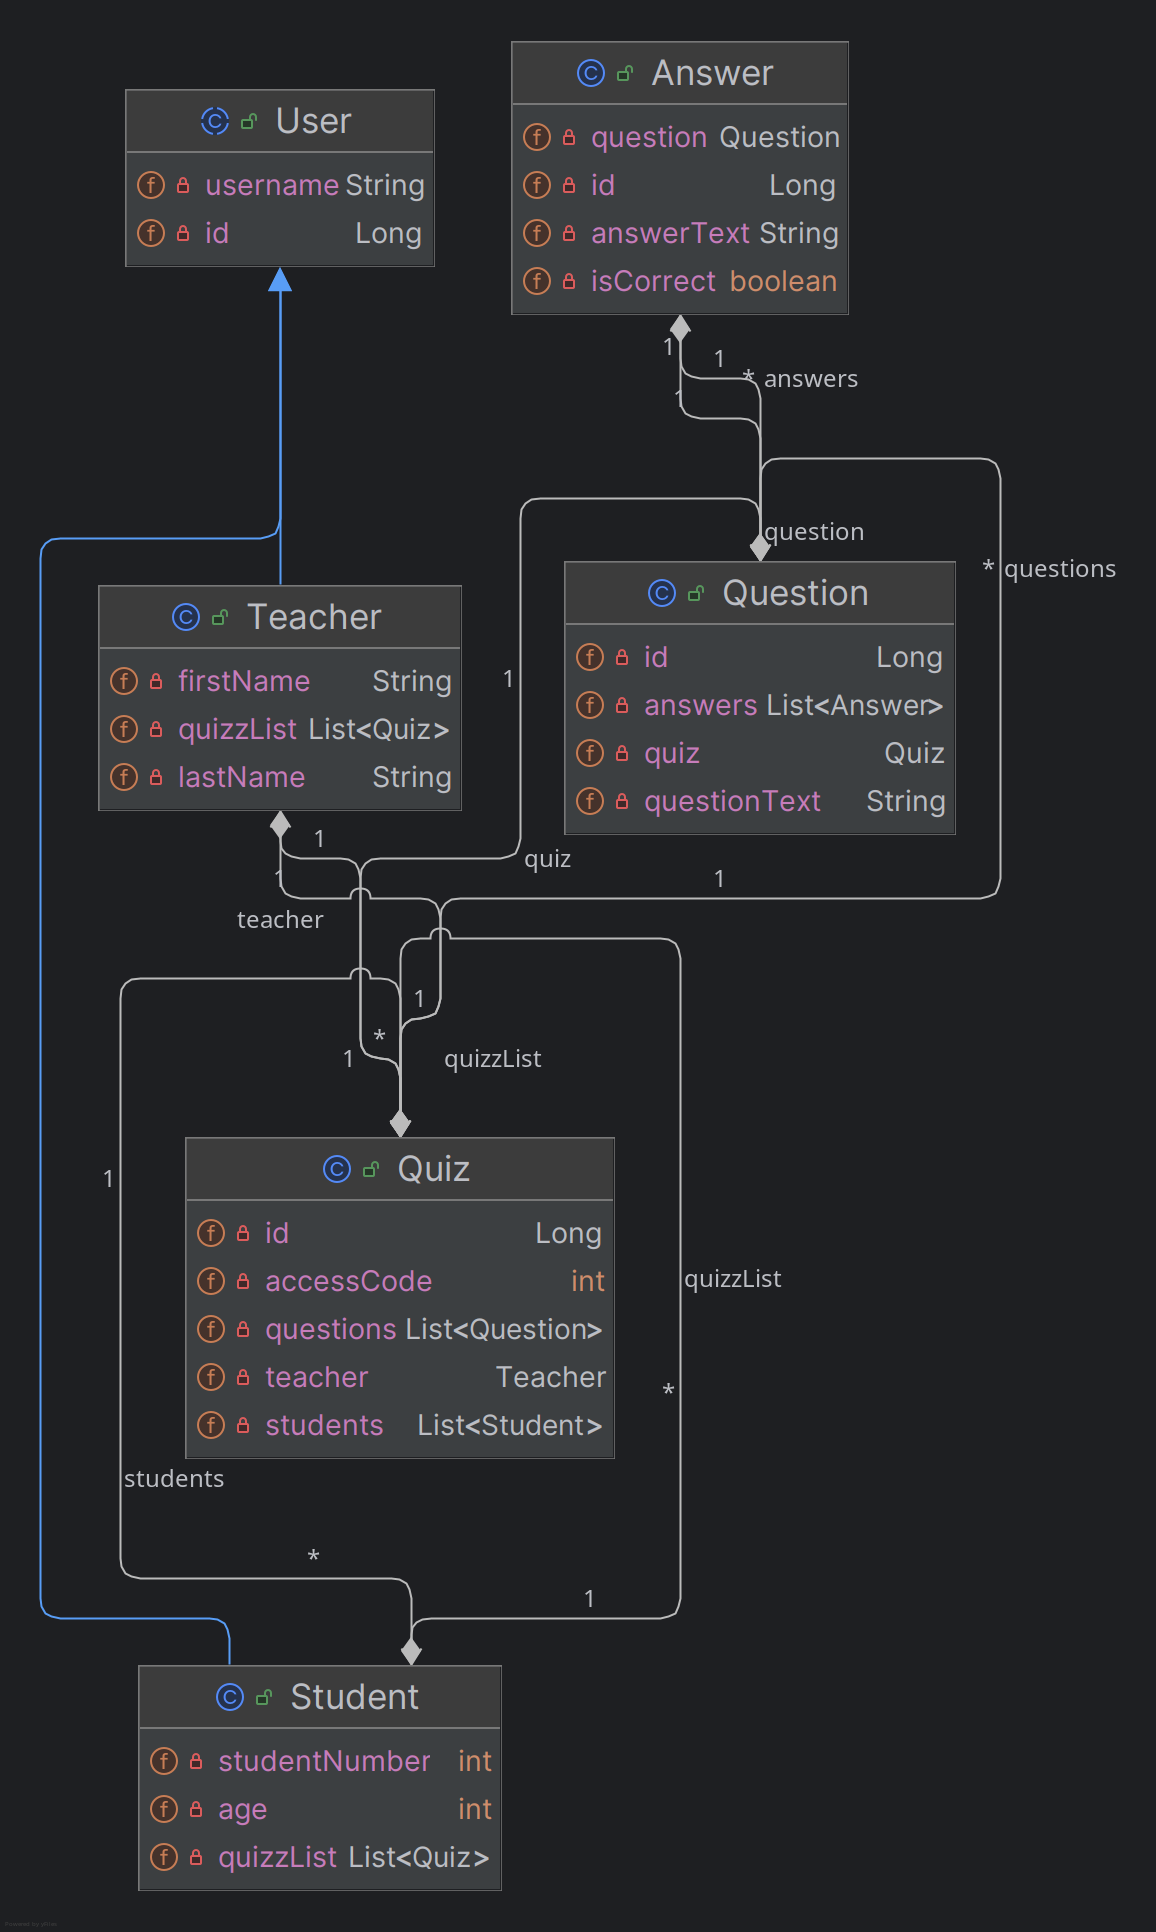 Answer
question Question
id Long
answerText String
isCorrect boolean
User
username String
id Long
1
1
* answers
1
question
* questions
Question
id Long
answers List<Answer>
quiz Quiz
questionText String
Teacher
firstName String
quizzList List<Quiz>
lastName String
1
1
quiz
1
1
teacher
1
*
1
quizzList
Quiz
id Long
accessCode int
questions List<Question>
teacher Teacher
students List<Student>
1
quizzList
*
students
*
1
Student
studentNumber int
age int
quizzList List<Quiz>
Powered by yFiles